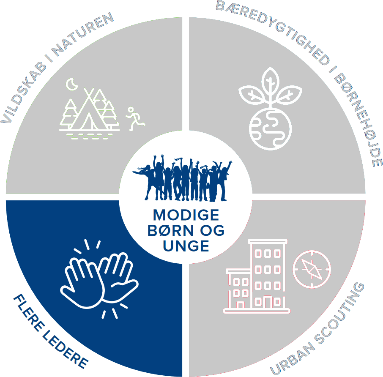 VILDSKAB I NATUREN
BÆREDYGTIGHED I BØRNEHØJDE
MODIGE
BØRN OG
UNGE
FLERE LEDERE
URBAN SCOUTING